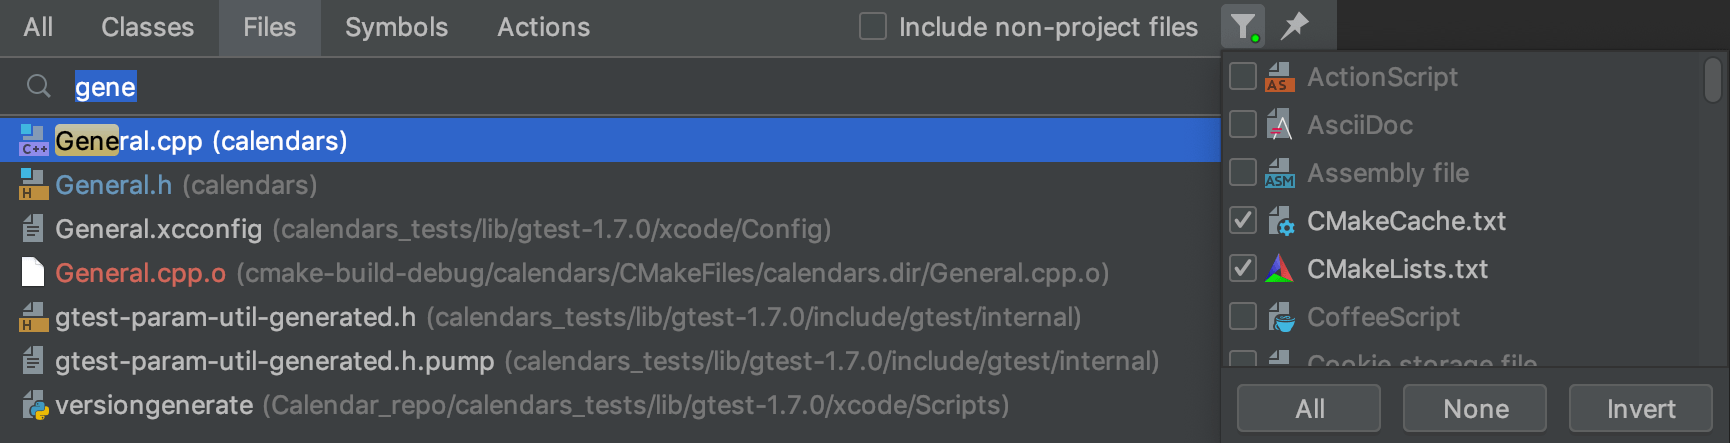 All Classes Files Symbols Actions Include non-project files
gene
General.cpp (calendars)
General.h (calendars)
General.xcconfig (calendars_tests/lib/gtest-1.7.0/xcode/Config)
General.cpp.o (cmake-build-debug/calendars/CMakeFiles/calendars.dir/General.cpp.o)
gtest-param-util-generated.h (calendars_tests/lib/gtest-1.7.0/include/gtest/internal)
gtest-param-util-generated.h.pump (calendars_tests/lib/gtest-1.7.0/include/gtest/internal)
versiongenerate (Calendar_repo/calendars_tests/lib/gtest-1.7.0/xcode/Scripts)
ActionScript
AsciiDoc
Assembly file
CMakeCache.txt
CMakeLists.txt
CoffeeScript
Cookie storage file
All None Invert